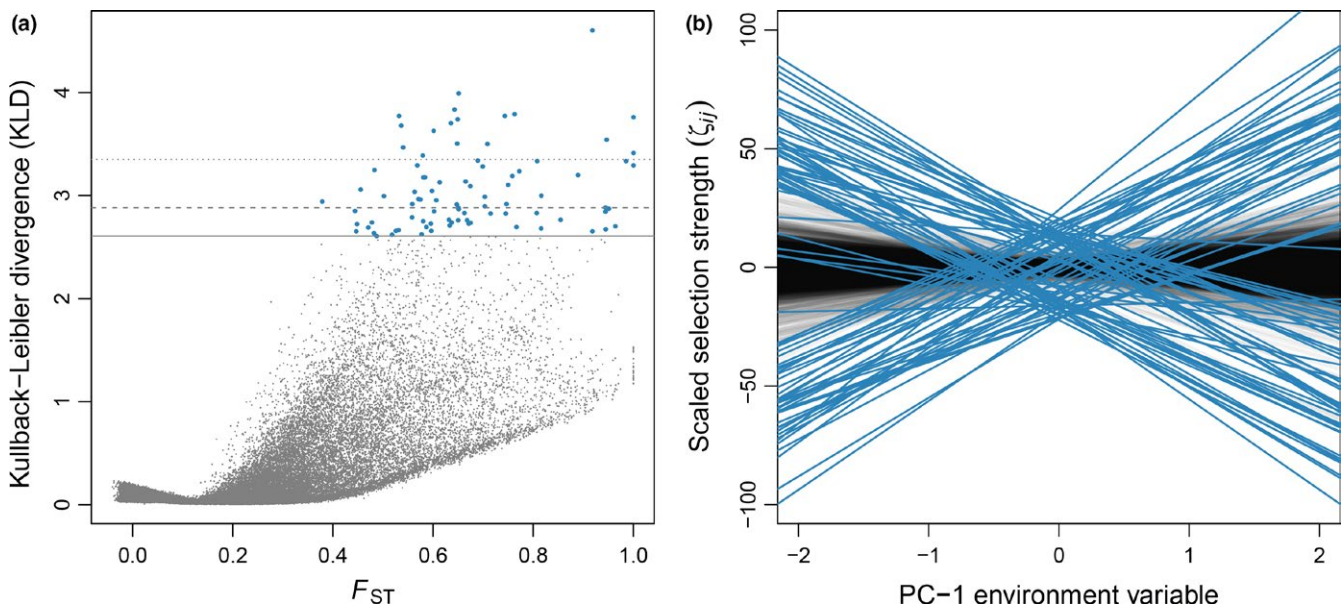 (a)
Kullback−Leibler divergence (KLD)
4
3
2
1
0
0.0 0.2 0.4 0.6 0.8 1.0
FST
(b)
Scaled selection strength (ζij)
100
50
0
−50
−100
−2 −1 0 1 2
PC−1 environment variable